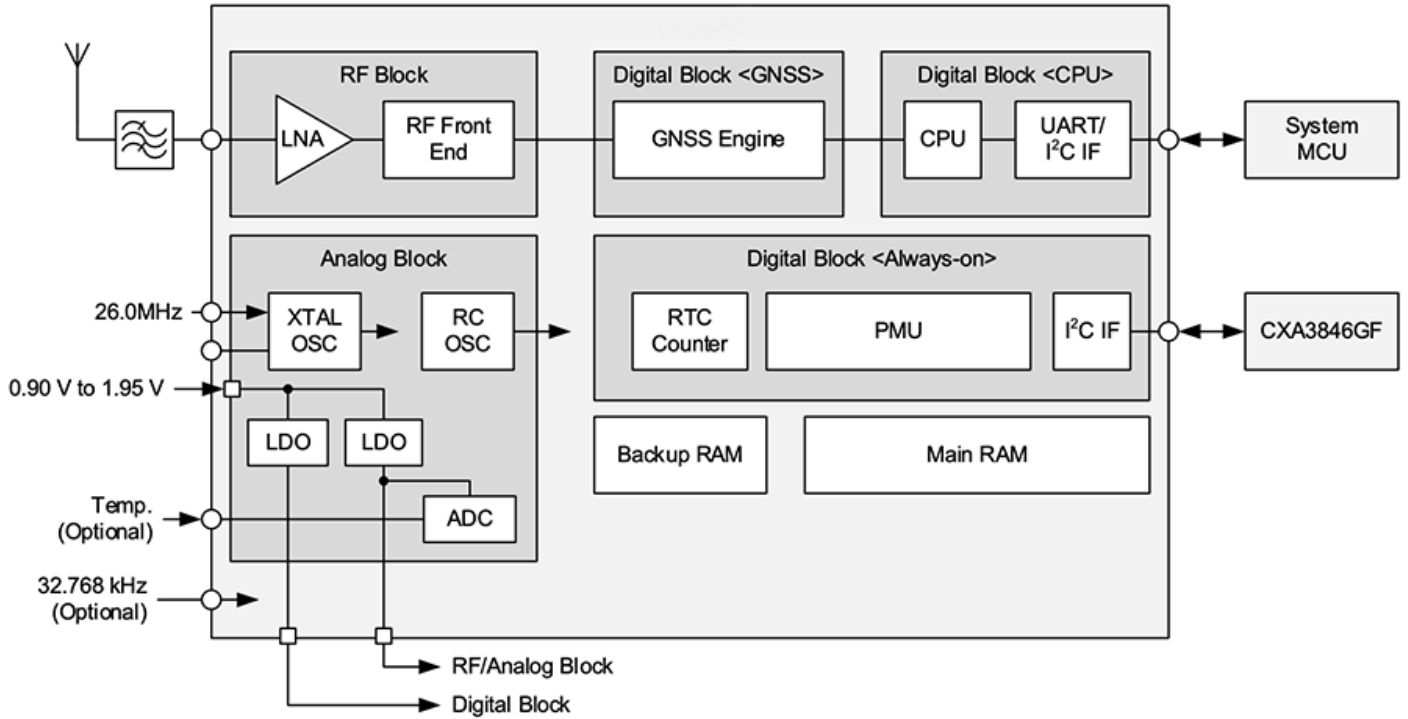 RF Block
LNA
RF Front
End
Digital Block <GNSS>
GNSS Engine
Digital Block <CPU>
CPU
UART/
I²C IF
System
MCU
Analog Block
26.0MHz
XTAL
OSC
RC
OSC
Digital Block <Always-on>
RTC
Counter
PMU
I²C IF
CXA3846GF
0.90 V to 1.95 V
LDO
LDO
Backup RAM
Main RAM
Temp.
(Optional)
ADC
32.768 kHz
(Optional)
RF/Analog Block
Digital Block